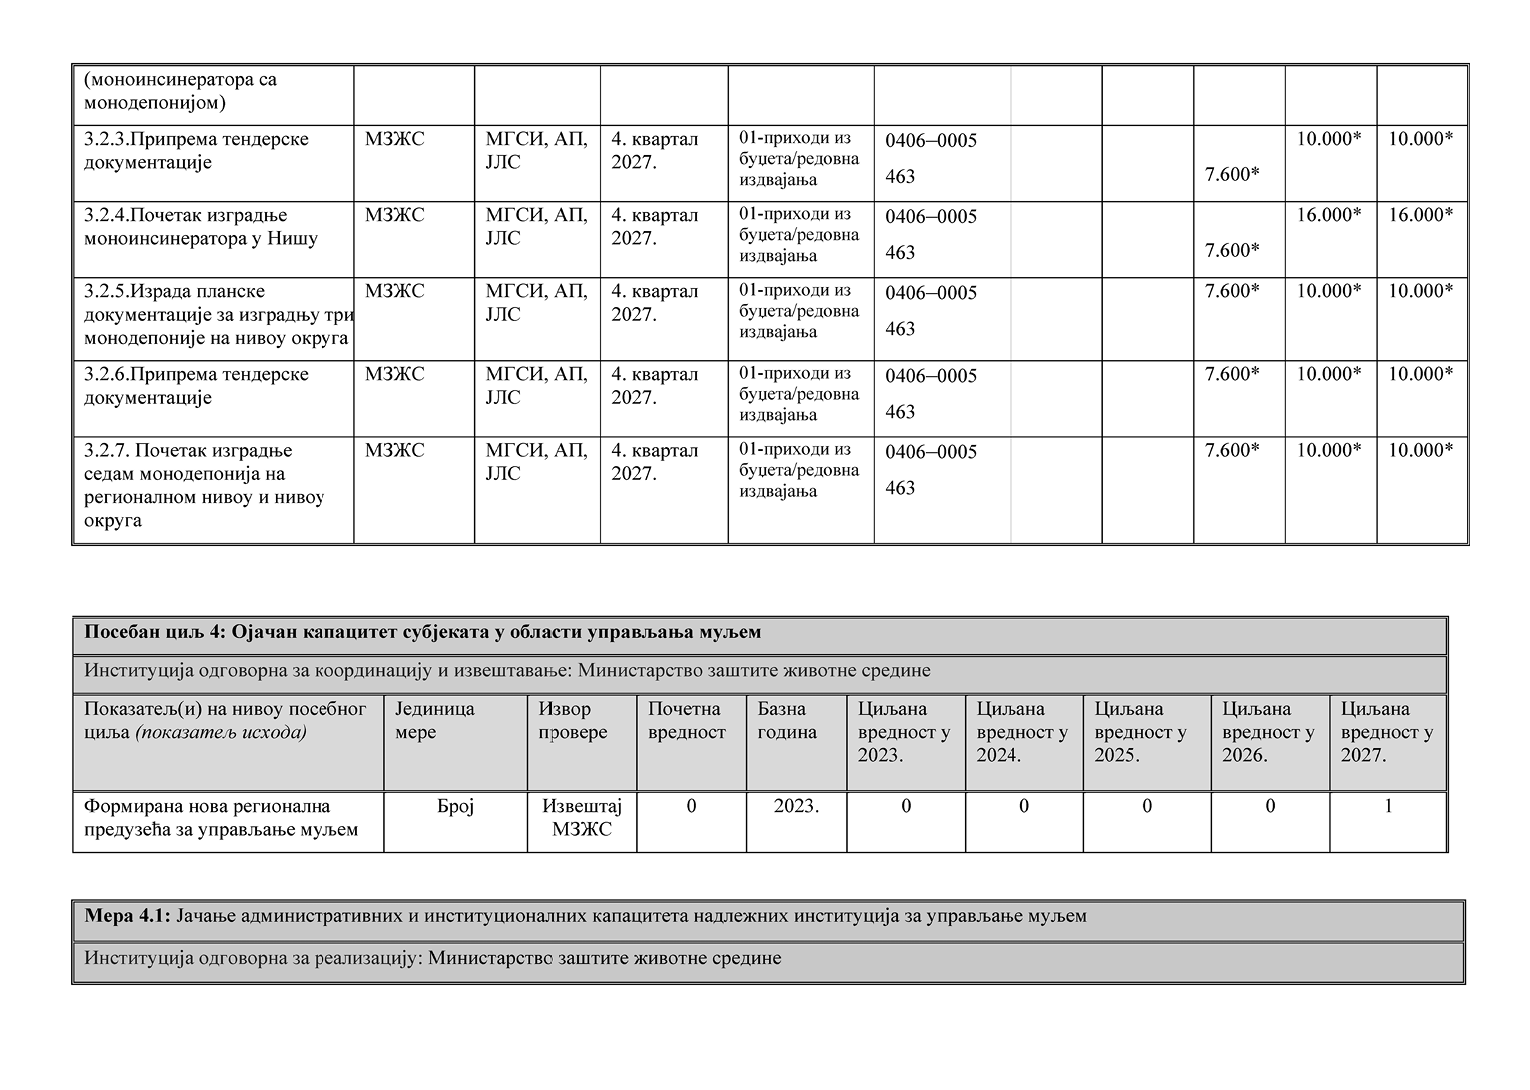 (моноинсинератора са
монодепонијом)
3.2.3.Припрема тендерске
документације
МЗЖС
МГСИ, АП,
ЈЛС
4. квартал
2027.
01-приходи из
буџета/редовна
издвајања
0406–0005
463
7.600*
10.000*
10.000*
3.2.4.Почетак изградње
моноинсинератора у Нишу
МЗЖС
МГСИ, АП,
ЈЛС
4. квартал
2027.
01-приходи из
буџета/редовна
издвајања
0406–0005
463
7.600*
16.000*
16.000*
3.2.5.Израда планске
документације за изградњу три
монодепоније на нивоу округа
МЗЖС
МГСИ, АП,
ЈЛС
4. квартал
2027.
01-приходи из
буџета/редовна
издвајања
0406–0005
463
7.600*
10.000*
10.000*
3.2.6.Припрема тендерске
документације
МЗЖС
МГСИ, АП,
ЈЛС
4. квартал
2027.
01-приходи из
буџета/редовна
издвајања
0406–0005
463
7.600*
10.000*
10.000*
3.2.7. Почетак изградње
седам монодепонија на
регионалном нивоу и нивоу
округа
МЗЖС
МГСИ, АП,
ЈЛС
4. квартал
2027.
01-приходи из
буџета/редовна
издвајања
0406–0005
463
7.600*
10.000*
10.000*
Посебан циљ 4: Ојачан капацитет субјеката у области управљања муљем
Институција одговорна за координацију и извештавање: Министарство заштите животне средине
Показатељ(и) на нивоу посебног
циља (показатељ исхода)
Јединица
мере
Извор
провере
Почетна
вредност
Базна
година
Циљана
вредност у
2023.
Циљана
вредност у
2024.
Циљана
вредност у
2025.
Циљана
вредност у
2026.
Циљана
вредност у
2027.
Формирана нова регионална
предузећа за управљање муљем
Број
Извештај
МЗЖС
0
2023.
0
0
0
0
1
Мера 4.1: Јачање административних и институционалних капацитета надлежних институција за управљање муљем
Институција одговорна за реализацију: Министарство заштите животне средине